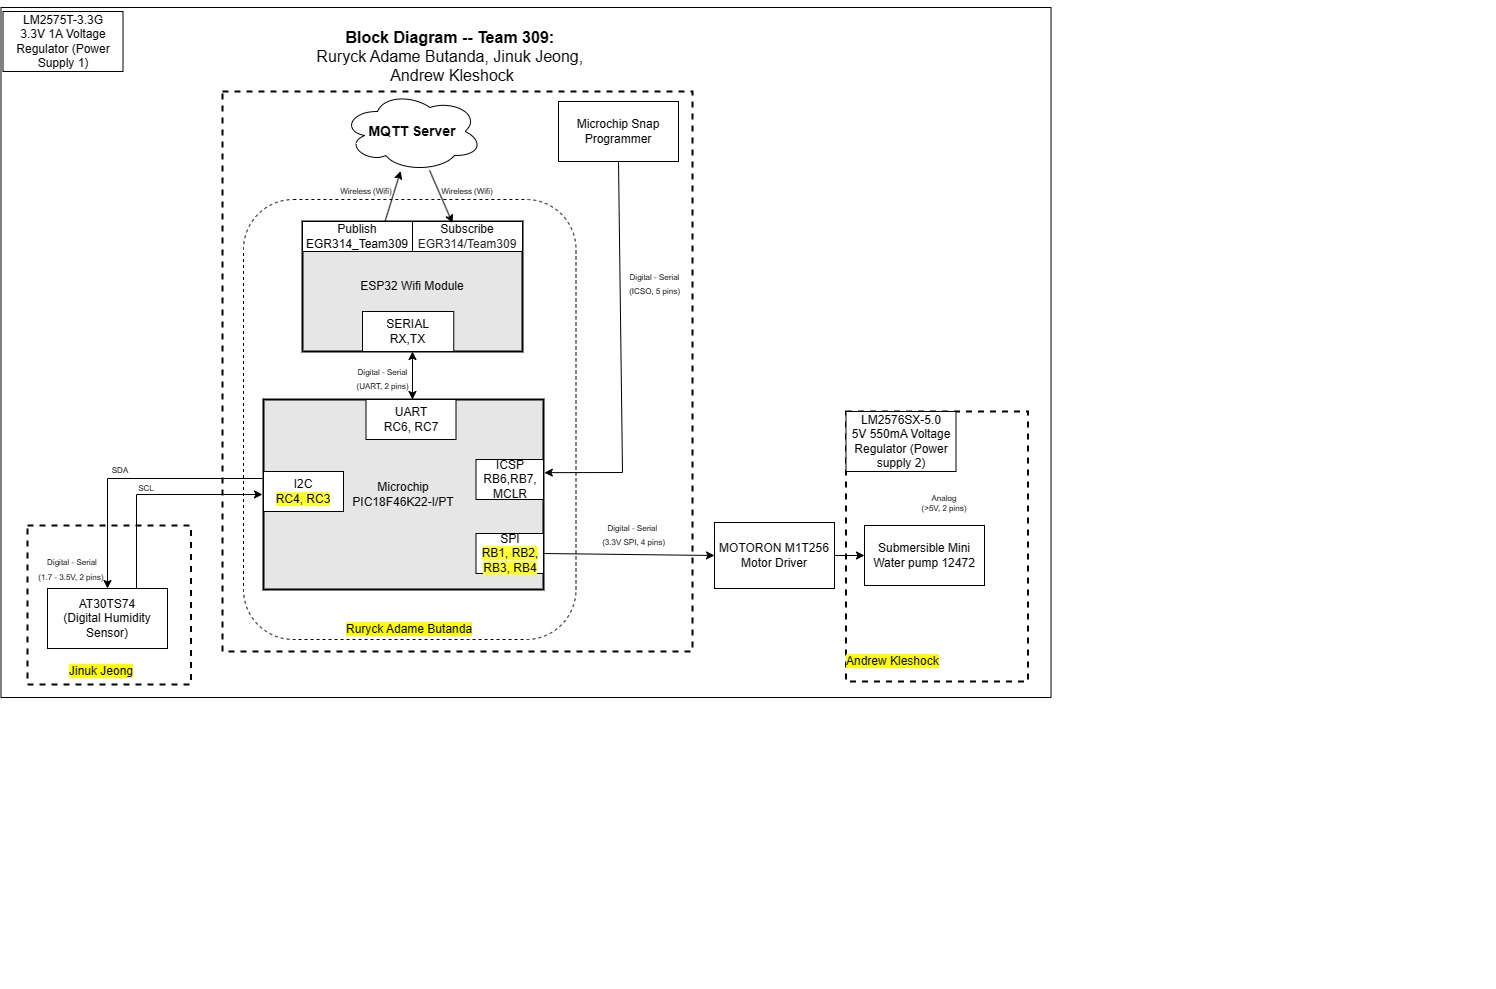 LM2575T-3.3G
3.3V 1A Voltage
Regulator (Power
Supply 1)
Block Diagram -- Team 309:
Ruryck Adame Butanda, Jinuk Jeong,
Andrew Kleshock
MQTT Server
Microchip Snap
Programmer
Wireless (Wifi)
Wireless (Wifi)
Publish
EGR314_Team309
Subscribe
EGR314/Team309
ESP32 Wifi Module
SERIAL
RX,TX
Digital - Serial
(ICSO, 5 pins)
Digital - Serial
(UART, 2 pins)
UART
RC6, RC7
ICSP
RB6,RB7,
MCLR
I2C
RC4, RC3
Microchip
PIC18F46K22-I/PT
SPI
RB1, RB2,
RB3, RB4
SDA
SCL
Digital - Serial
(1.7 - 3.5V, 2 pins)
AT30TS74
(Digital Humidity
Sensor)
Jinuk Jeong
Ruryck Adame Butanda
Digital - Serial
(3.3V SPI, 4 pins)
MOTORON M1T256
Motor Driver
LM2576SX-5.0
5V 550mA Voltage
Regulator (Power
supply 2)
Analog
(>5V, 2 pins)
Submersible Mini
Water pump 12472
Andrew Kleshock